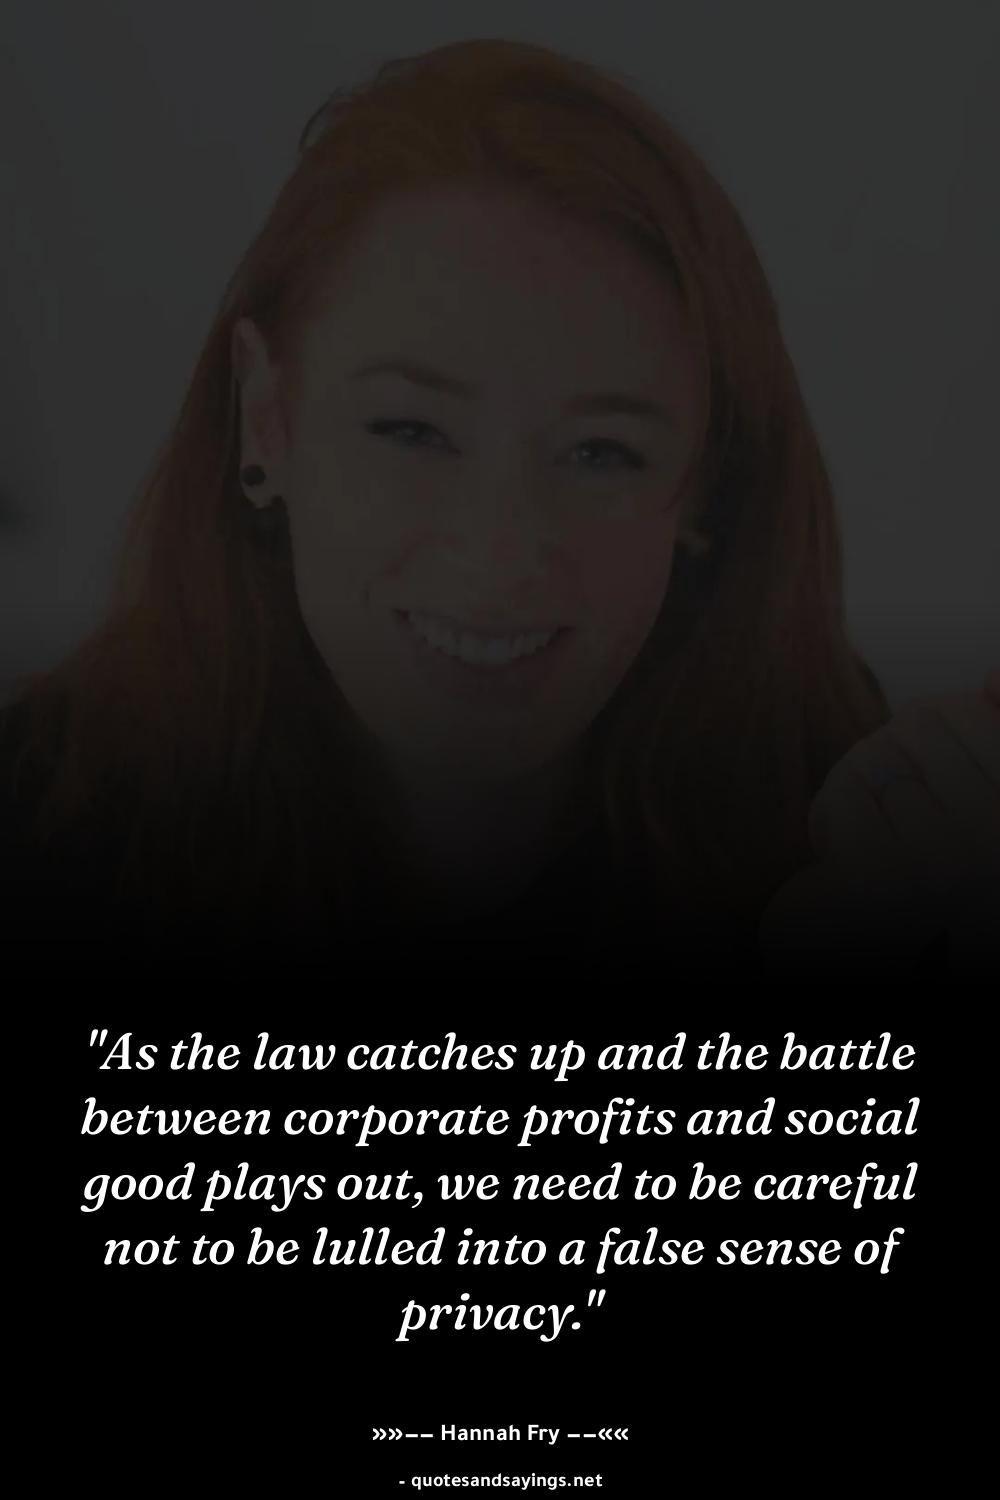 "As the law catches up and the battle
between corporate profits and social
good plays out, we need to be careful
not to be lulled into a false sense of
privacy."
»»–– Hannah Fry ––««
- quotesandsayings.net